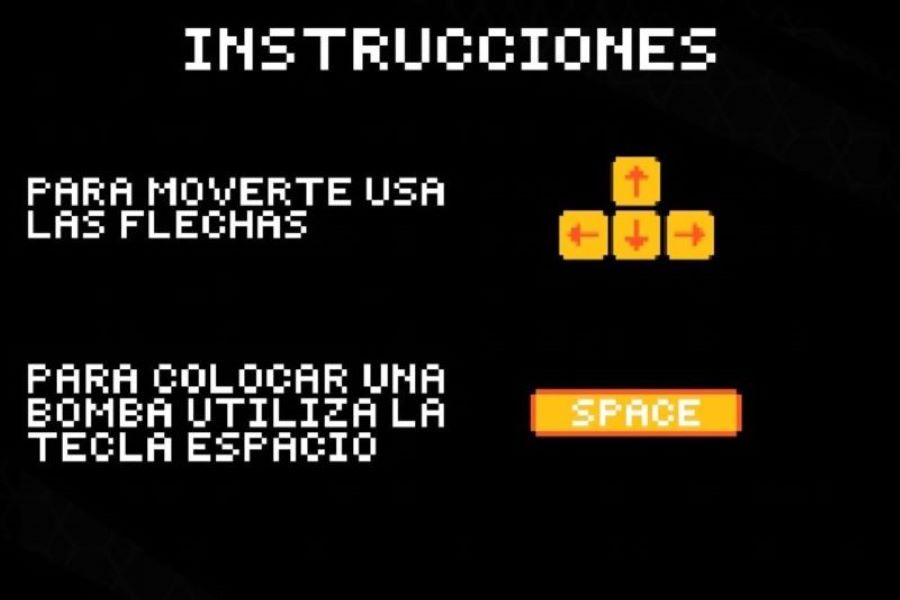 INSTRUCCIONES
PARA MOVERTE USA
LAS FLECHAS
↑
← ↓ →
PARA COLOCAR UNA
BOMBA UTILIZA LA
TECLA ESPACIO
SPACE